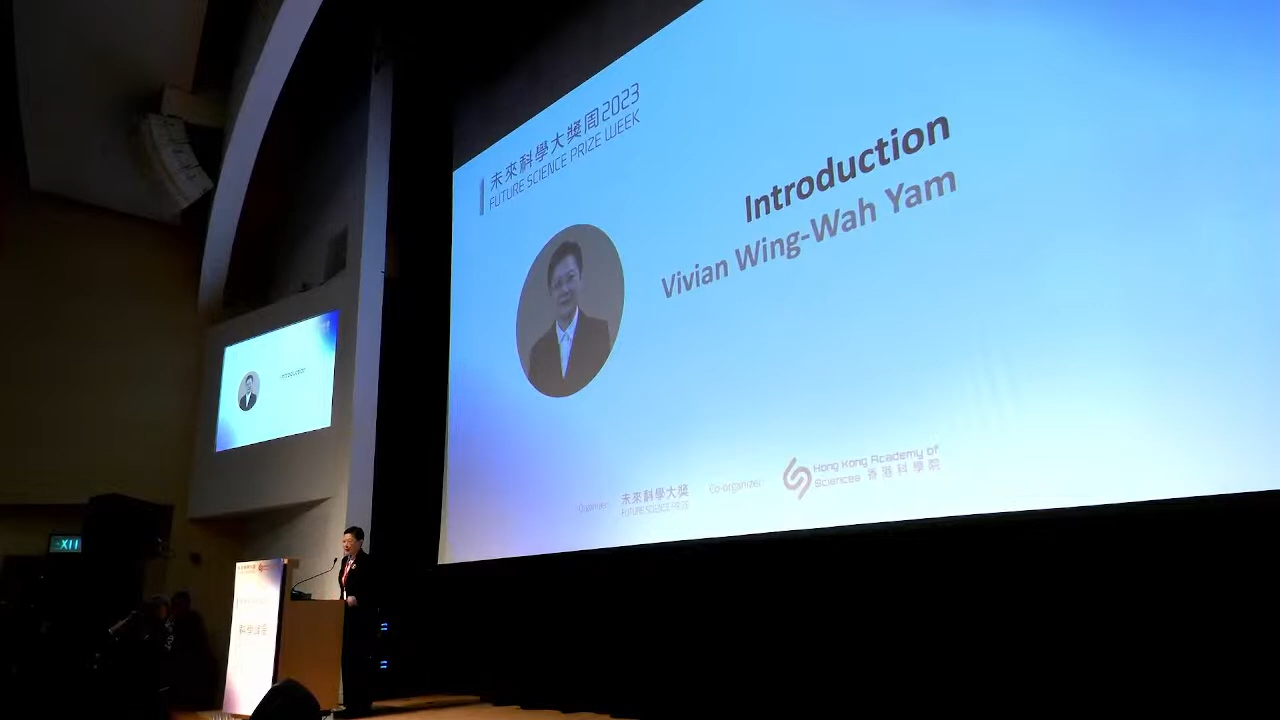 未來科學大獎周2023
FUTURE SCIENCE PRIZE WEEK
Introduction
Vivian Wing-Wah Yam
Organizer:
未來科學大獎
FUTURE SCIENCE PRIZE
Co-organizer:
Hong Kong Academy of
Sciences 香港科學院
Introduction